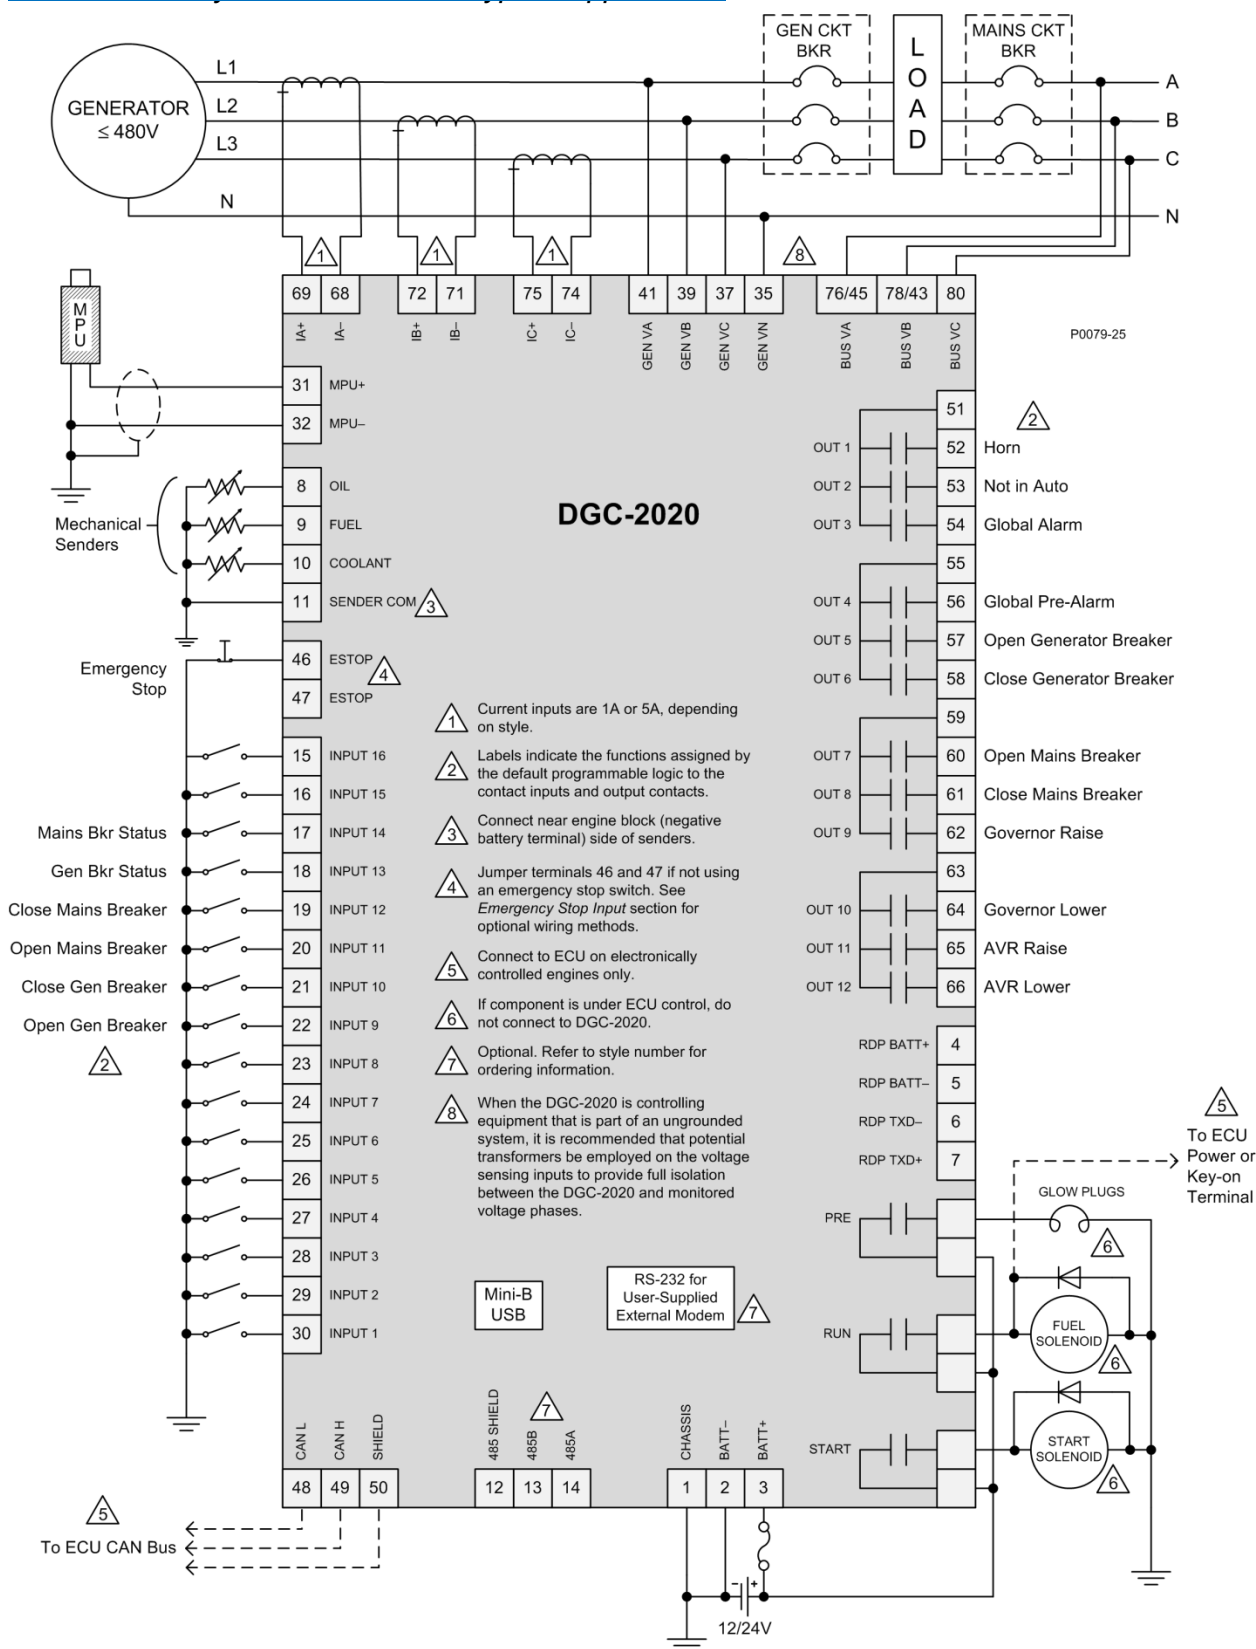 GEN CKT
BKR
LOAD
MAINS CKT
BKR
GENERATOR
≤ 480V
L1
L2
L3
N
A
B
C
N
1
1
1
8
69
68
72
71
75
74
41
39
37
35
76/45
78/43
80
IA+
IA–
IB+
IB–
IC+
IC–
GEN VA
GEN VB
GEN VC
GEN VN
BUS VA
BUS VB
BUS VC
P0079-25
MPU
31 MPU+
32 MPU–
Mechanical
Senders
8 OIL
9 FUEL
10 COOLANT
11 SENDER COM
3
Emergency
Stop
46 ESTOP
47 ESTOP
4
15 INPUT 16
16 INPUT 15
Mains Bkr Status 17 INPUT 14
Gen Bkr Status 18 INPUT 13
Close Mains Breaker 19 INPUT 12
Open Mains Breaker 20 INPUT 11
Close Gen Breaker 21 INPUT 10
Open Gen Breaker 22 INPUT 9
2
23 INPUT 8
24 INPUT 7
25 INPUT 6
26 INPUT 5
27 INPUT 4
28 INPUT 3
29 INPUT 2
30 INPUT 1
DGC-2020
1 Current inputs are 1A or 5A, depending
on style.
2 Labels indicate the functions assigned by
the default programmable logic to the
contact inputs and output contacts.
3 Connect near engine block (negative
battery terminal) side of senders.
4 Jumper terminals 46 and 47 if not using
an emergency stop switch. See
Emergency Stop Input section for
optional wiring methods.
5 Connect to ECU on electronically
controlled engines only.
6 If component is under ECU control, do
not connect to DGC-2020.
7 Optional. Refer to style number for
ordering information.
8 When the DGC-2020 is controlling
equipment that is part of an ungrounded
system, it is recommended that potential
transformers be employed on the voltage
sensing inputs to provide full isolation
between the DGC-2020 and monitored
voltage phases.
Mini-B
USB
RS-232 for
User-Supplied
External Modem
7
51
2
OUT 1 52 Horn
OUT 2 53 Not in Auto
OUT 3 54 Global Alarm
55
OUT 4 56 Global Pre-Alarm
OUT 5 57 Open Generator Breaker
OUT 6 58 Close Generator Breaker
59
OUT 7 60 Open Mains Breaker
OUT 8 61 Close Mains Breaker
OUT 9 62 Governor Raise
63
OUT 10 64 Governor Lower
OUT 11 65 AVR Raise
OUT 12 66 AVR Lower
RDP BATT+ 4
RDP BATT– 5
RDP TXD– 6
RDP TXD+ 7
5
To ECU
Power or
Key-on
Terminal
GLOW PLUGS
PRE
6
RUN
FUEL
SOLENOID
6
START
START
SOLENOID
6
CAN L
CAN H
SHIELD
485 SHIELD
485B
485A
7
CHASSIS
BATT–
BATT+
48
49
50
12
13
14
1
2
3
5
To ECU CAN Bus
- +
12/24V